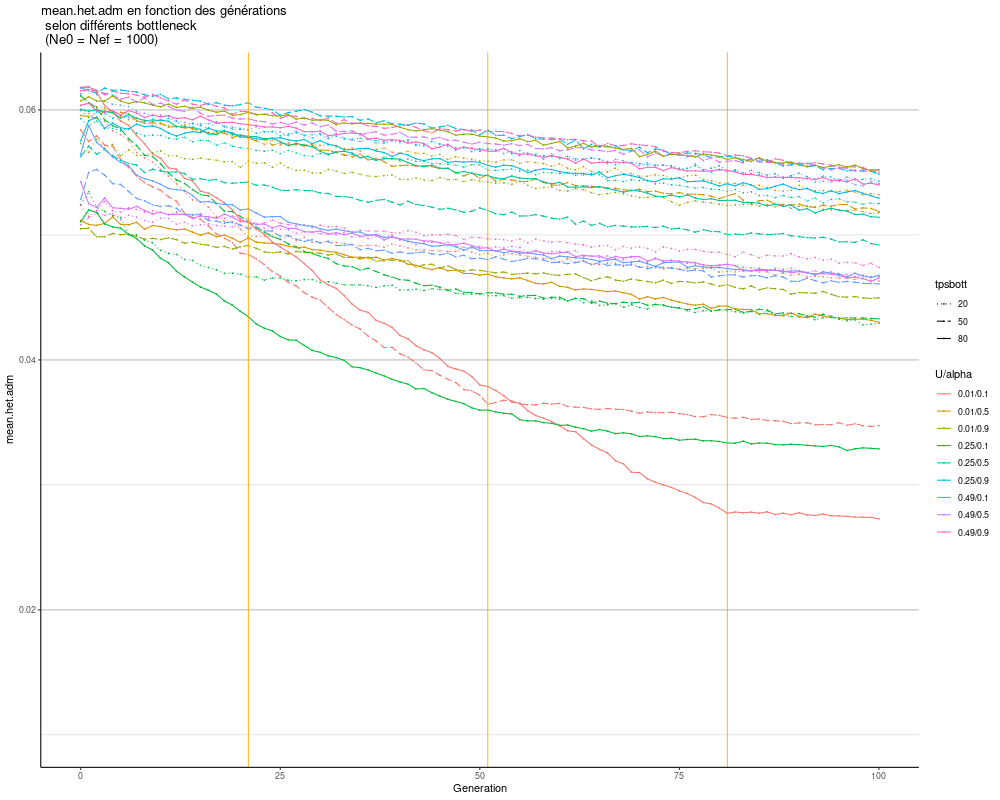 mean.het.adm en fonction des générations
selon différents bottleneck
(Ne0 = Nef = 1000)
mean.het.adm
0.06
0.04
0.02
0
25
50
75
100
Generation
tpsbott
20
50
80
U/alpha
0.01/0.1
0.01/0.5
0.01/0.9
0.25/0.1
0.25/0.5
0.25/0.9
0.49/0.1
0.49/0.5
0.49/0.9